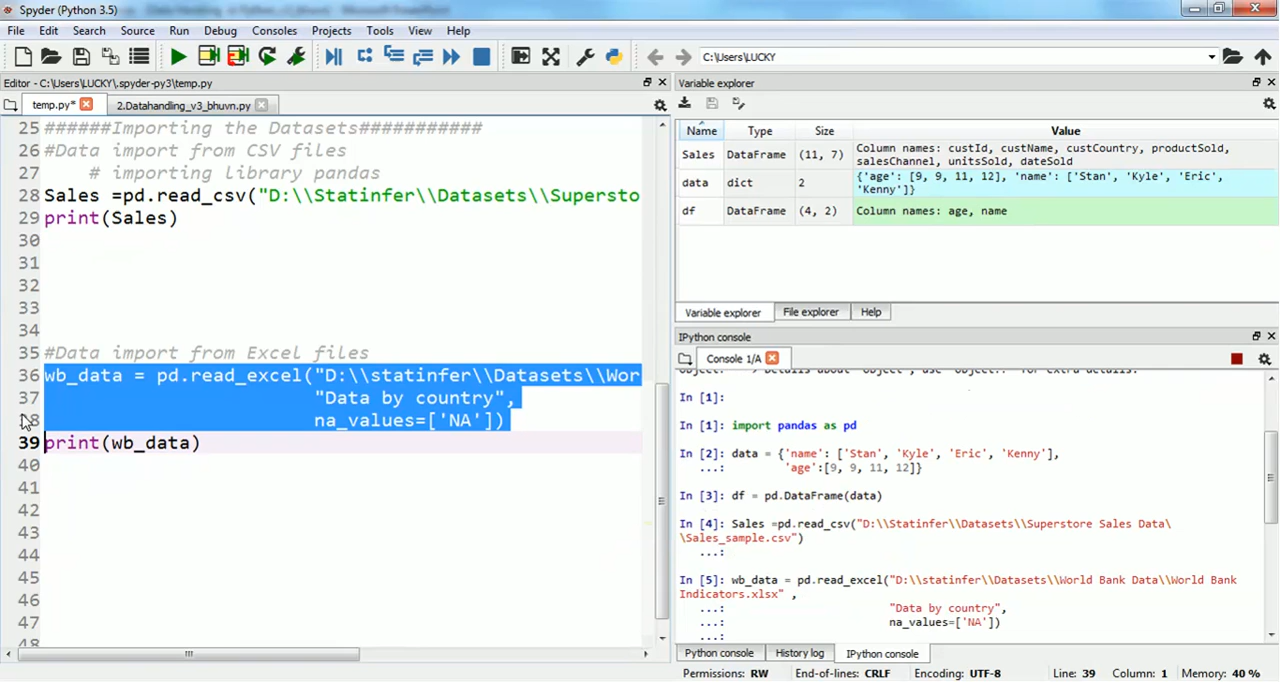 Spyder (Python 3.5)
File Edit Search Source Run Debug Consoles Projects Tools View Help
C:\Users\LUCKY
Editor - C:\Users\LUCKY\.spyder-py3\temp.py
temp.py* 2.Datahandling_v3_bhuvn.py
25 ######Importing the Datasets###########
26 #Data import from CSV files
27 # importing library pandas
28 Sales =pd.read_csv("D:\\Statinfer\\Datasets\\Supersto
29 print(Sales)
30
31
32
33
34
35 #Data import from Excel files
36 wb_data = pd.read_excel("D:\\statinfer\\Datasets\\Wor
37 "Data by country",
38 na_values=['NA'])
39 print(wb_data)
40
41
42
43
44
45
46
47
48
Variable explorer
Name Type Size Value
Sales DataFrame (11, 7) Column names: custId, custName, custCountry, productSold,
salesChannel, unitsSold, dateSold
data dict 2 {'age': [9, 9, 11, 12], 'name': ['Stan', 'Kyle', 'Eric',
'Kenny']}
df DataFrame (4, 2) Column names: age, name
Variable explorer File explorer Help
IPython console
Console 1/A
In [1]:
In [1]: import pandas as pd
In [2]: data = {'name': ['Stan', 'Kyle', 'Eric', 'Kenny'],
...: 'age':[9, 9, 11, 12]}
In [3]: df = pd.DataFrame(data)
In [4]: Sales =pd.read_csv("D:\\Statinfer\\Datasets\\Superstore Sales Data\
\Sales_sample.csv")
...:
In [5]: wb_data = pd.read_excel("D:\\statinfer\\Datasets\\World Bank Data\\World Bank
Indicators.xlsx" ,
...: "Data by country",
...: na_values=['NA'])
...:
Python console History log IPython console
Permissions: RW End-of-lines: CRLF Encoding: UTF-8 Line: 39 Column: 1 Memory: 40 %